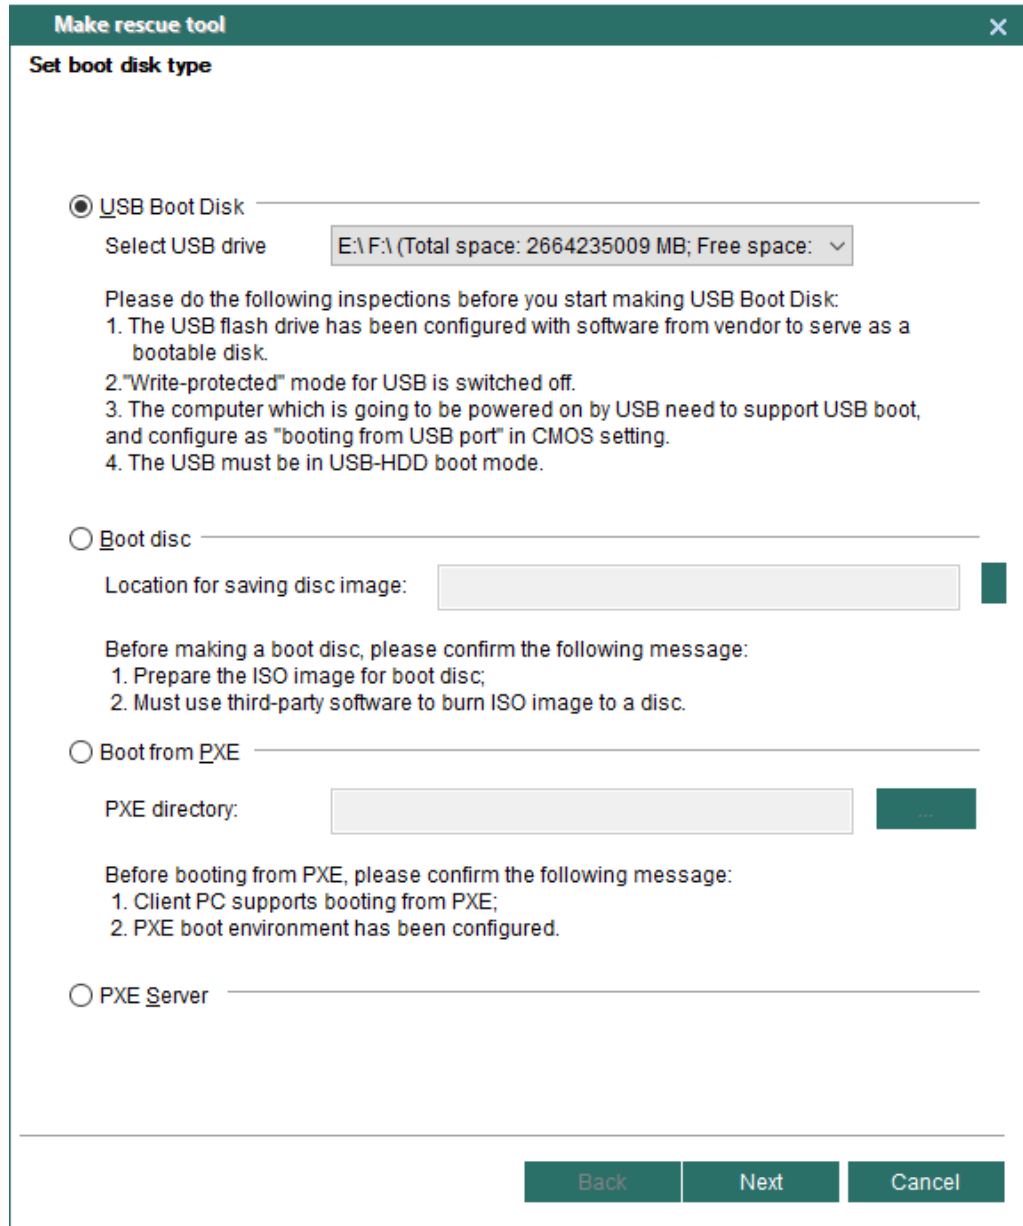 Make rescue tool
Set boot disk type
USB Boot Disk
Select USB drive E:\ F:\ (Total space: 2664235009 MB; Free space:
Please do the following inspections before you start making USB Boot Disk:
1. The USB flash drive has been configured with software from vendor to serve as a
bootable disk.
2."Write-protected" mode for USB is switched off.
3. The computer which is going to be powered on by USB need to support USB boot,
and configure as "booting from USB port" in CMOS setting.
4. The USB must be in USB-HDD boot mode.
Boot disc
Location for saving disc image:
Before making a boot disc, please confirm the following message:
1. Prepare the ISO image for boot disc;
2. Must use third-party software to burn ISO image to a disc.
Boot from PXE
PXE directory: ...
Before booting from PXE, please confirm the following message:
1. Client PC supports booting from PXE;
2. PXE boot environment has been configured.
PXE Server
Back Next Cancel